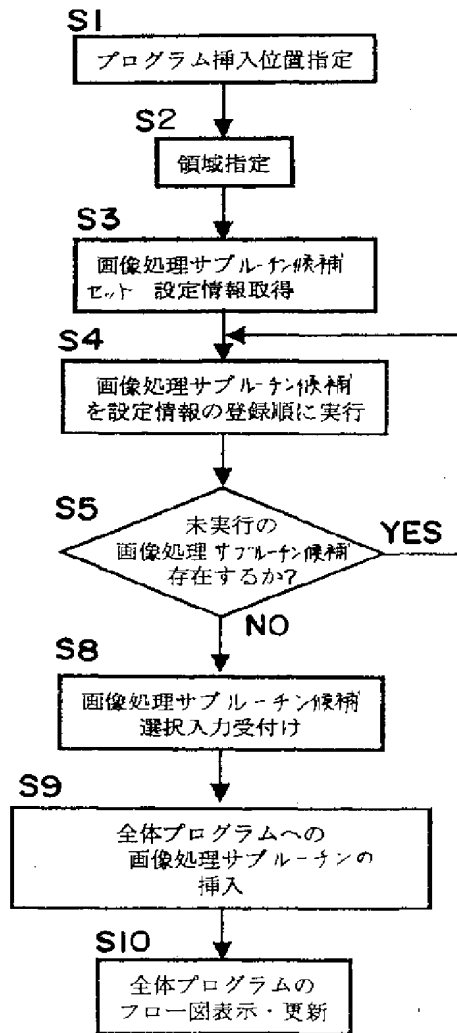 S1
プログラム挿入位置指定
S2
領域指定
S3
画像処理サブルーチン候補
セット 設定情報取得
S4
画像処理サブルーチン候補
を設定情報の登録順に実行
S5
未実行の
画像処理サブルーチン候補
存在するか?
YES
NO
S8
画像処理サブルーチン候補
選択入力受付け
S9
全体プログラムへの
画像処理サブルーチンの
挿入
S10
全体プログラムの
フロー図表示・更新